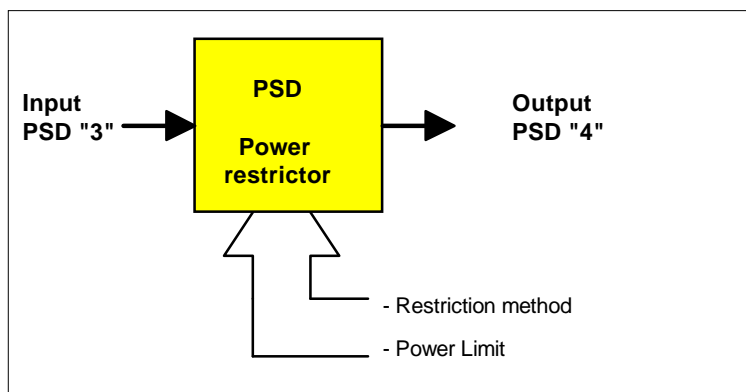 Input
PSD "3"
PSD
Power
restrictor
Output
PSD "4"
- Restriction method
- Power Limit